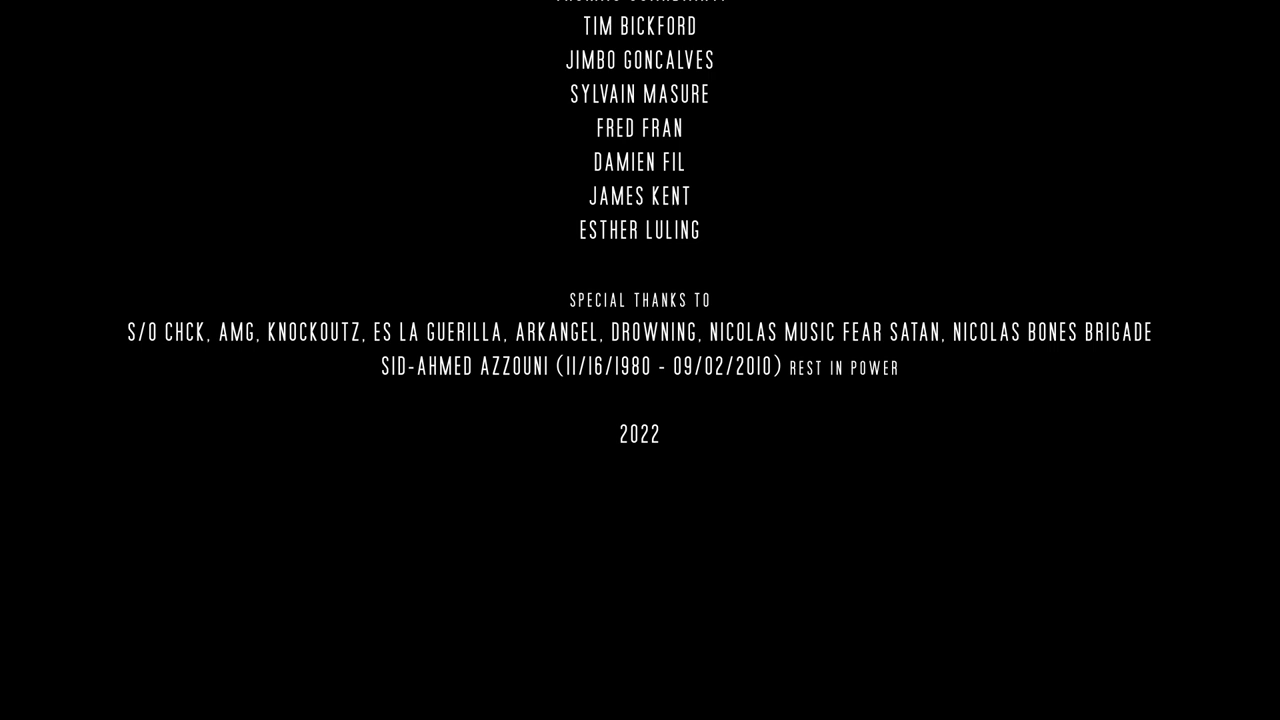 TIM BICKFORD
JIMBO GONCALVES
SYLVAIN MASURE
FRED FRAN
DAMIEN FIL
JAMES KENT
ESTHER LULING
SPECIAL THANKS TO
S/O CHCK, AMG, KNOCKOUTZ, ES LA GUERILLA, ARKANGEL, DROWNING, NICOLAS MUSIC FEAR SATAN, NICOLAS BONES BRIGADE
SID-AHMED AZZOUNI (11/16/1980 - 09/02/2010) REST IN POWER
2022